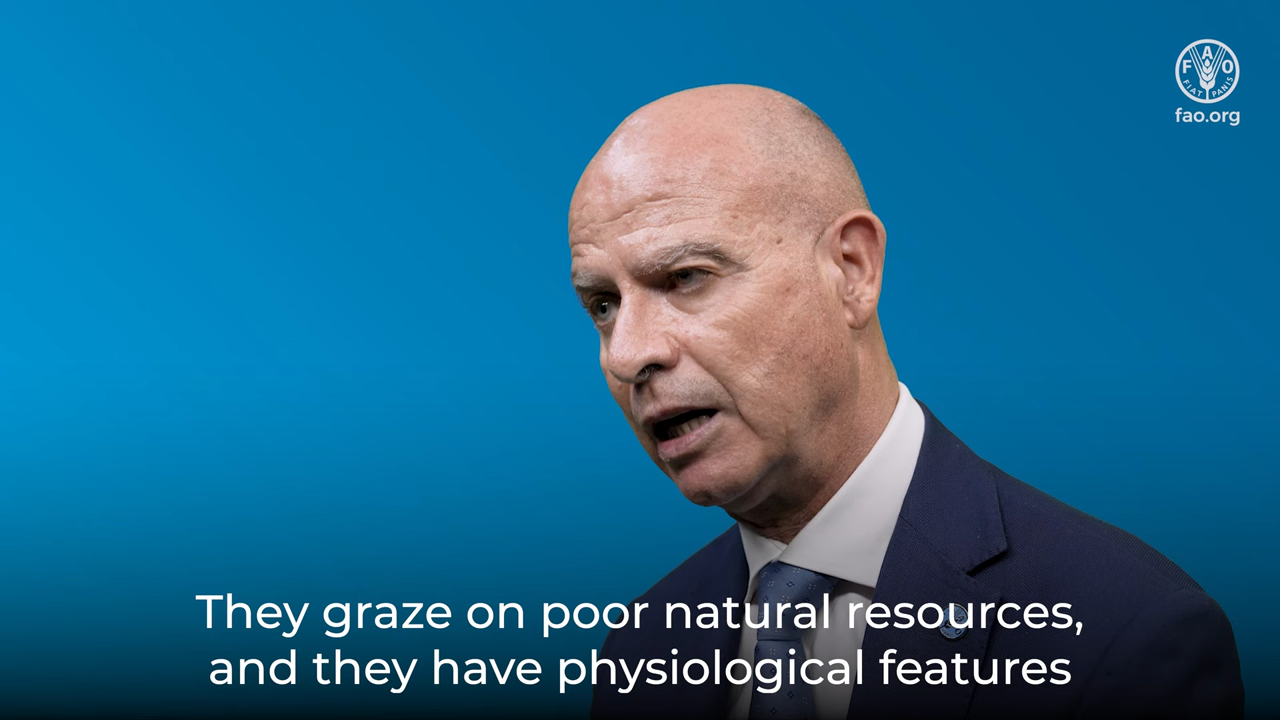 FAO
FIAT PANIS
fao.org
They graze on poor natural resources,
and they have physiological features